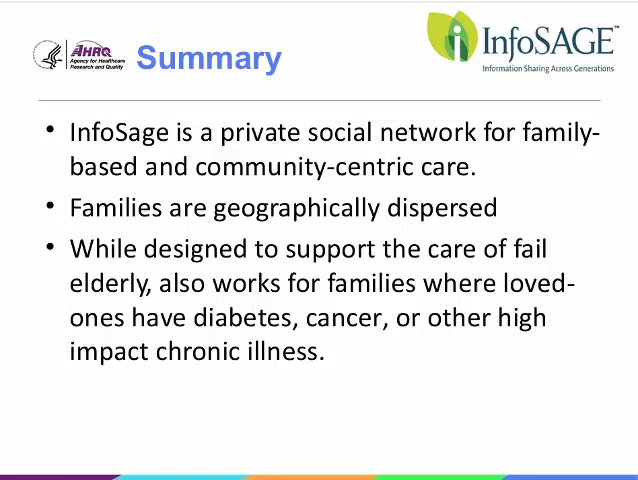 AHRQ
Agency for Healthcare
Research and Quality
Summary
InfoSAGE™
Information Sharing Across Generations
• InfoSage is a private social network for family-
based and community-centric care.
• Families are geographically dispersed
• While designed to support the care of fail
elderly, also works for families where loved-
ones have diabetes, cancer, or other high
impact chronic illness.